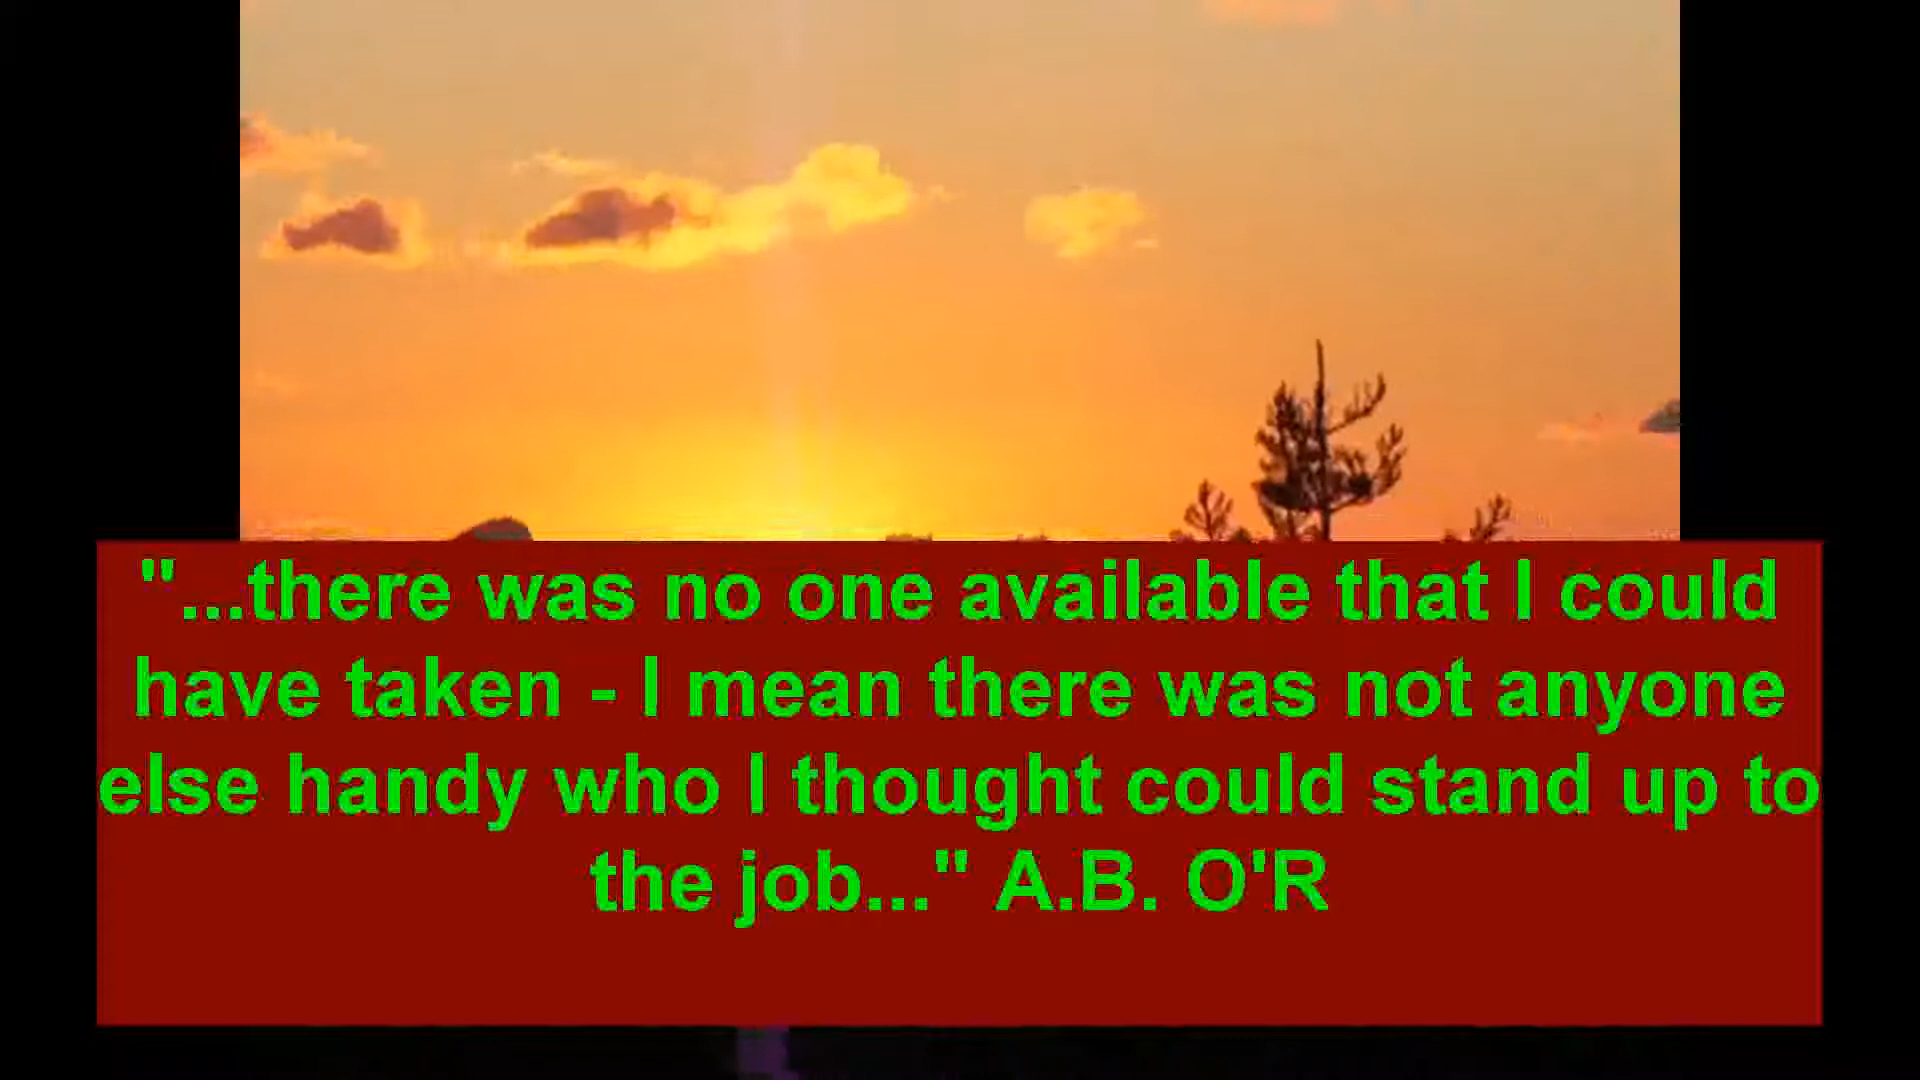 "...there was no one available that I could
have taken - I mean there was not anyone
else handy who I thought could stand up to
the job..." A.B. O'R